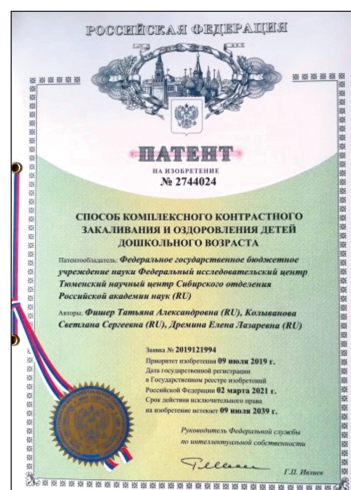 РОССИЙСКАЯ ФЕДЕРАЦИЯ
ПАТЕНТ
НА ИЗОБРЕТЕНИЕ
№ 2744024
СПОСОБ КОМПЛЕКСНОГО КОНТРАСТНОГО
ЗАКАЛИВАНИЯ И ОЗДОРОВЛЕНИЯ ДЕТЕЙ
ДОШКОЛЬНОГО ВОЗРАСТА
Патентообладатель: Федеральное государственное бюджетное
учреждение науки Федеральный исследовательский центр
Тюменский научный центр Сибирского отделения
Российской академии наук (RU)
Авторы: Фишер Татьяна Александровна (RU), Колыванова
Светлана Сергеевна (RU), Дремина Елена Лазаревна (RU)
Заявка № 2019121994
Приоритет изобретения 09 июля 2019 г.
Дата государственной регистрации
в Государственном реестре изобретений
Российской Федерации 02 марта 2021 г.
Срок действия исключительного права
на изобретение истекает 09 июля 2039 г.
Руководитель Федеральной службы
по интеллектуальной собственности
Г.П. Ивлиев